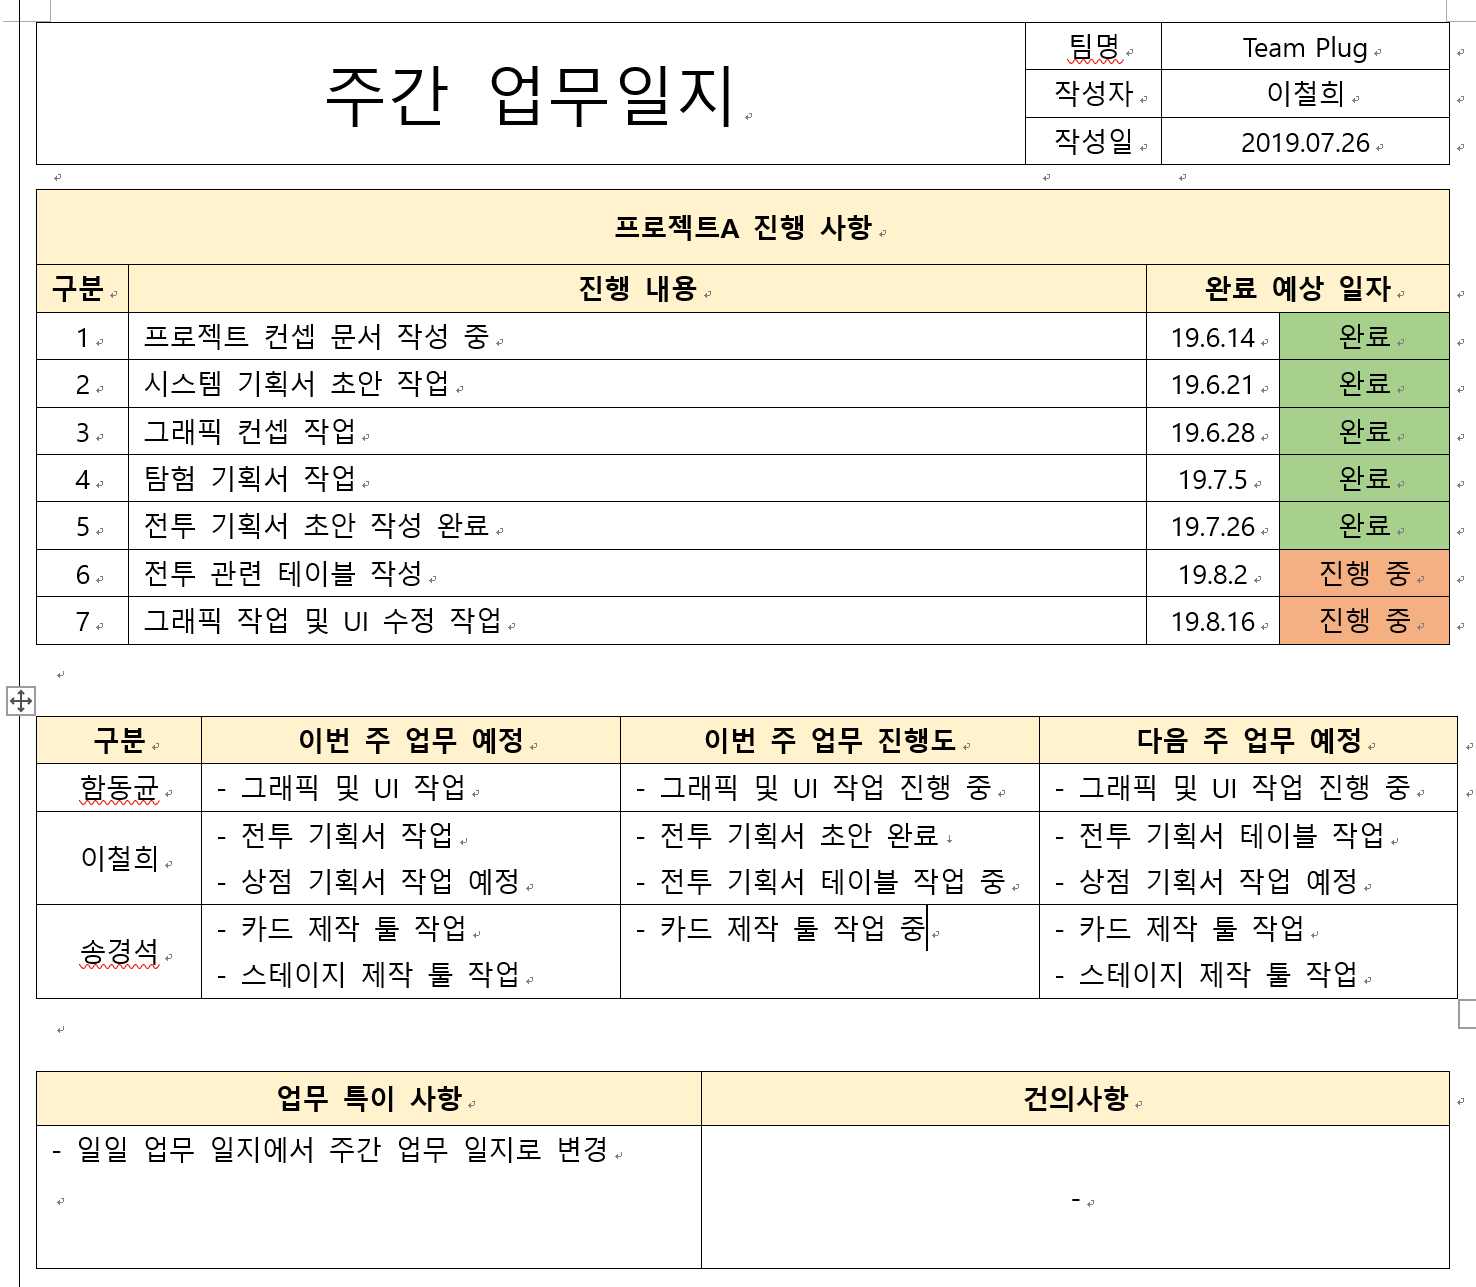 주간 업무일지
팀명 Team Plug
작성자 이철희
작성일 2019.07.26
프로젝트A 진행 사항
구분 진행 내용 완료 예상 일자
1 프로젝트 컨셉 문서 작성 중 19.6.14 완료
2 시스템 기획서 초안 작업 19.6.21 완료
3 그래픽 컨셉 작업 19.6.28 완료
4 탐험 기획서 작업 19.7.5 완료
5 전투 기획서 초안 작성 완료 19.7.26 완료
6 전투 관련 테이블 작성 19.8.2 진행 중
7 그래픽 작업 및 UI 수정 작업 19.8.16 진행 중
구분 이번 주 업무 예정 이번 주 업무 진행도 다음 주 업무 예정
함동균 - 그래픽 및 UI 작업 - 그래픽 및 UI 작업 진행 중 - 그래픽 및 UI 작업 진행 중
이철희
- 전투 기획서 작업 - 전투 기획서 초안 완료 - 전투 기획서 테이블 작업
- 상점 기획서 작업 예정 - 전투 기획서 테이블 작업 중 - 상점 기획서 작업 예정
송경석
- 카드 제작 툴 작업 - 카드 제작 툴 작업 중 - 카드 제작 툴 작업
- 스테이지 제작 툴 작업 - 스테이지 제작 툴 작업
업무 특이 사항 건의사항
- 일일 업무 일지에서 주간 업무 일지로 변경
-